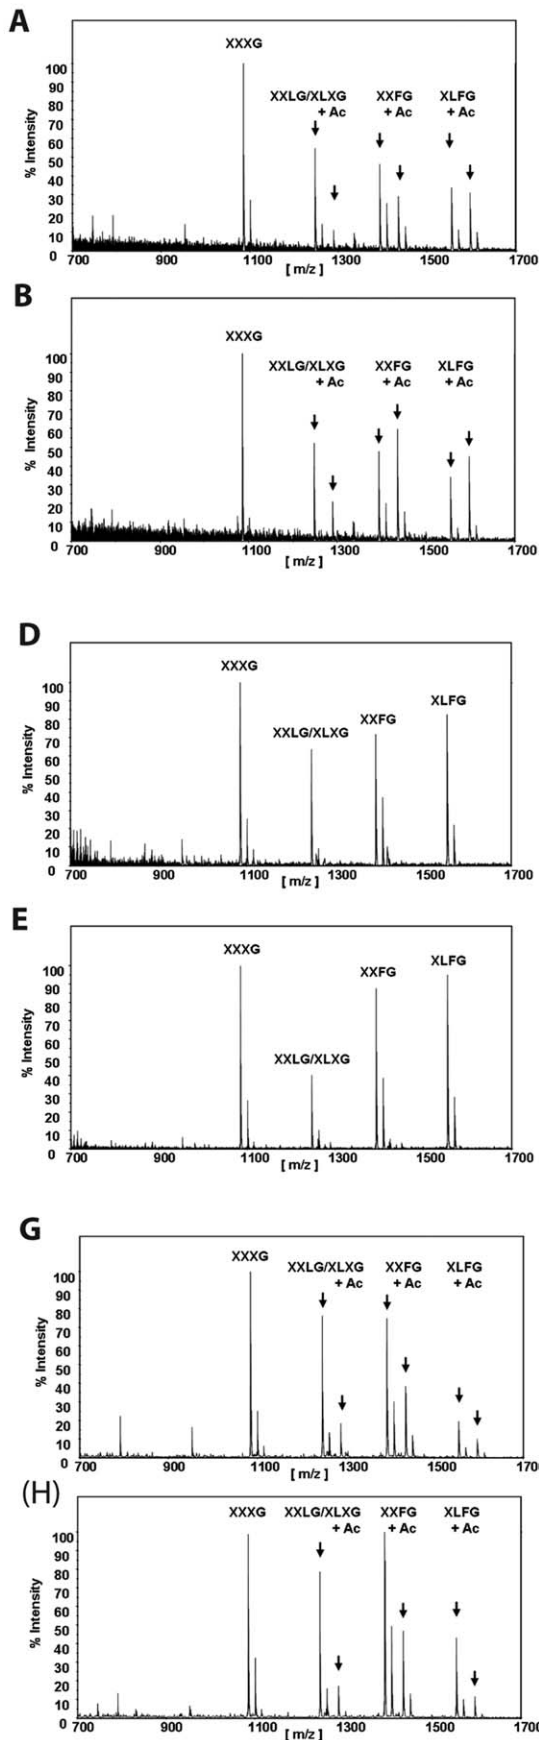 A
XXXG
XXLG/XLXG XXFG XLFG
+ Ac + Ac + Ac
100
90
80
70
60
50
40
30
20
10
0
% Intensity
700 900 1100 1300 1500 1700
[ m/z ]
B
XXXG
XXLG/XLXG XXFG XLFG
+ Ac + Ac + Ac
100
90
80
70
60
50
40
30
20
10
0
% Intensity
700 900 1100 1300 1500 1700
[ m/z ]
D
XXXG
XLFG
XXFG
XXLG/XLXG
100
90
80
70
60
50
40
30
20
10
0
% Intensity
700 900 1100 1300 1500 1700
[ m/z ]
E
XXXG
XLFG
XXFG
XXLG/XLXG
100
90
80
70
60
50
40
30
20
10
0
% Intensity
700 900 1100 1300 1500 1700
[ m/z ]
G
XXXG
XXLG/XLXG XXFG XLFG
+ Ac + Ac + Ac
100
90
80
70
60
50
40
30
20
10
0
% Intensity
700 900 1100 1300 1500 1700
[ m/z ]
(H)
XXXG XXLG/XLXG XXFG XLFG
+ Ac + Ac + Ac
100
90
80
70
60
50
40
30
20
10
0
% Intensity
700 900 1100 1300 1500 1700
[ m/z ]